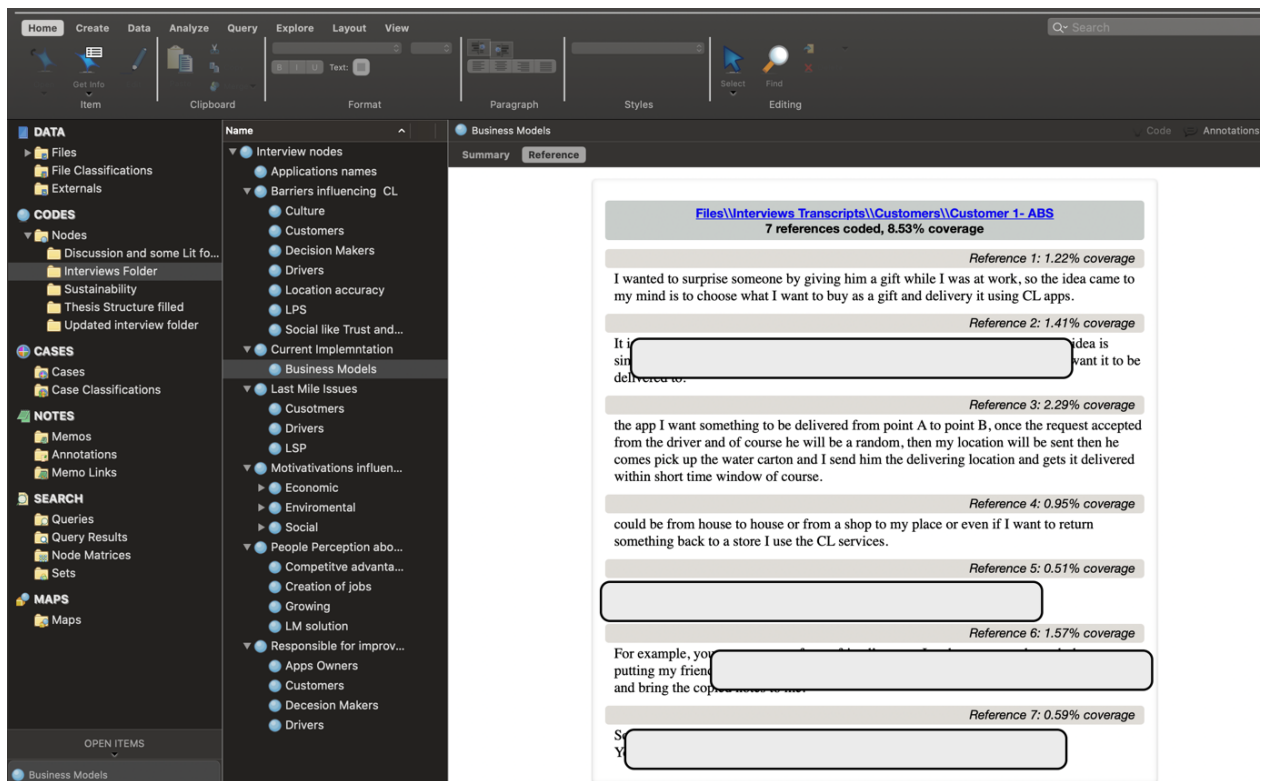 Home Create Data Analyze Query Explore Layout View
Search
B I U Text:
Get Info
Select Find
Item Clipboard Format Paragraph Styles Editing
DATA
Files
File Classifications
Externals
CODES
Nodes
Discussion and some Lit fo...
Interviews Folder
Sustainability
Thesis Structure filled
Updated interview folder
CASES
Cases
Case Classifications
NOTES
Memos
Annotations
Memo Links
SEARCH
Queries
Query Results
Node Matrices
Sets
MAPS
Maps
OPEN ITEMS
Business Models
Name
Interview nodes
Applications names
Barriers influencing CL
Culture
Customers
Decision Makers
Drivers
Location accuracy
LPS
Social like Trust and...
Current Implemntation
Business Models
Last Mile Issues
Cusotmers
Drivers
LSP
Motivativations influen...
Economic
Enviromental
Social
People Perception abo...
Competitve advanta...
Creation of jobs
Growing
LM solution
Responsible for improv...
Apps Owners
Customers
Decesion Makers
Drivers
Business Models
Code Annotations
Summary Reference
Files\\Interviews Transcripts\\Customers\\Customer 1- ABS
7 references coded, 8.53% coverage
Reference 1: 1.22% coverage
I wanted to surprise someone by giving him a gift while I was at work, so the idea came to
my mind is to choose what I want to buy as a gift and delivery it using CL apps.
Reference 2: 1.41% coverage
idea is
want it to be
Reference 3: 2.29% coverage
the app I want something to be delivered from point A to point B, once the request accepted
from the driver and of course he will be a random, then my location will be sent then he
comes pick up the water carton and I send him the delivering location and gets it delivered
within short time window of course.
Reference 4: 0.95% coverage
could be from house to house or from a shop to my place or even if I want to return
something back to a store I use the CL services.
Reference 5: 0.51% coverage
Reference 6: 1.57% coverage
For example, you
putting my friend
and bring the
Reference 7: 0.59% coverage